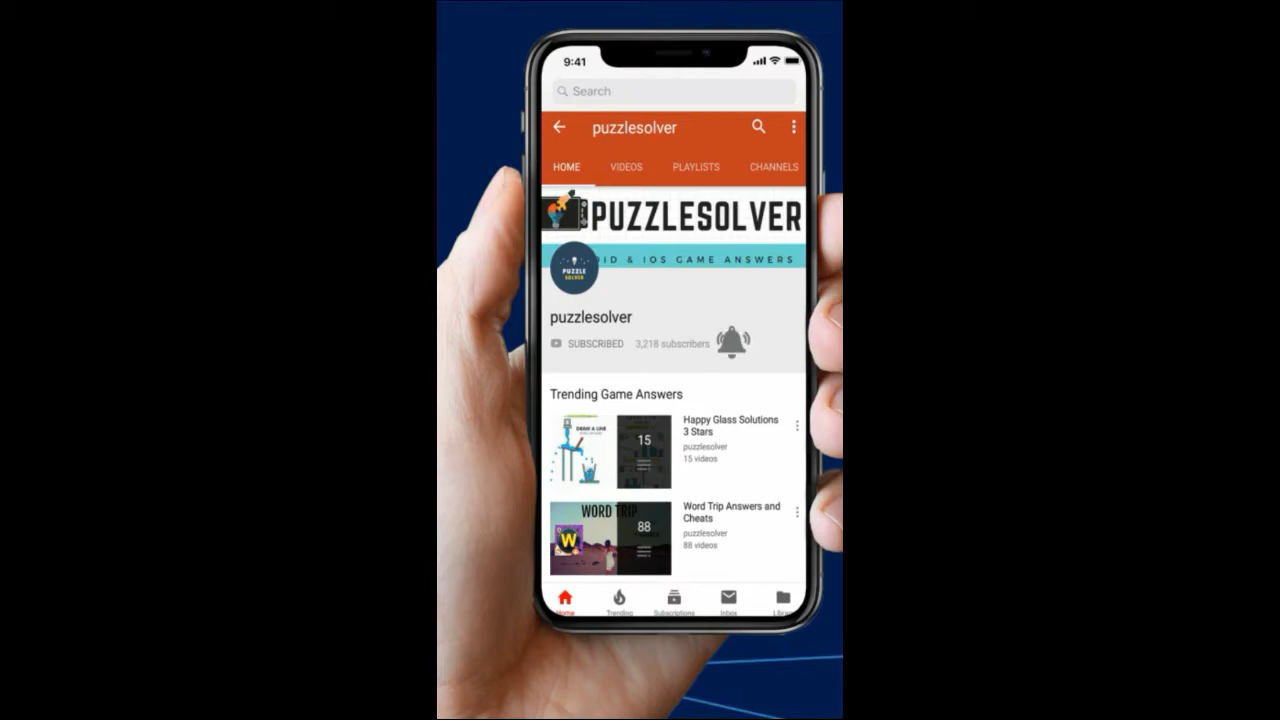 9:41
Search
puzzlesolver
HOME VIDEOS PLAYLISTS CHANNELS
PUZZLESOLVER
ID & IOS GAME ANSWERS
PUZZLE
SOLVER
puzzlesolver
SUBSCRIBED 3,218 subscribers
Trending Game Answers
DRAW A LINE
15
Happy Glass Solutions
3 Stars
puzzlesolver
15 videos
WORD TRIP
W
88
Word Trip Answers and
Cheats
puzzlesolver
88 videos
Home Trending Subscriptions Inbox